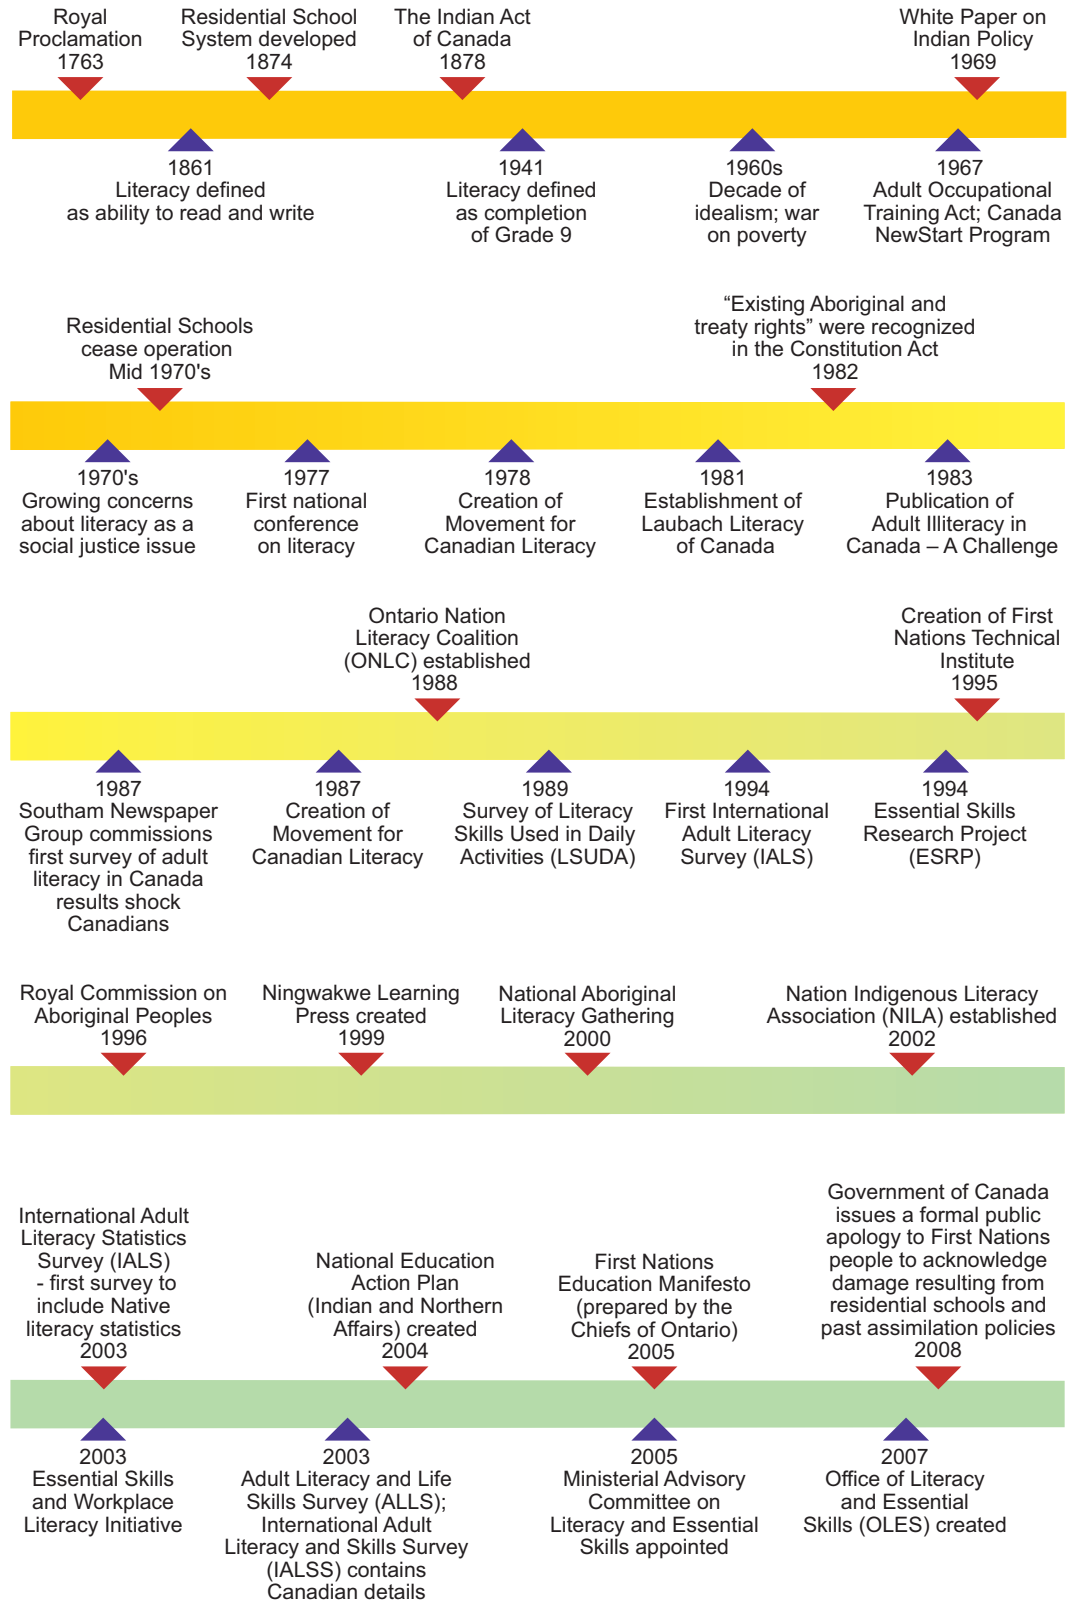 Royal
Proclamation
1763
Residential School
System developed
1874
The Indian Act
of Canada
1878
White Paper on
Indian Policy
1969
1861
Literacy defined
as ability to read and write
1941
Literacy defined
as completion
of Grade 9
1960s
Decade of
idealism; war
on poverty
1967
Adult Occupational
Training Act; Canada
NewStart Program
Residential Schools
cease operation
Mid 1970's
“Existing Aboriginal and
treaty rights” were recognized
in the Constitution Act
1982
1970's
Growing concerns
about literacy as a
social justice issue
1977
First national
conference
on literacy
1978
Creation of
Movement for
Canadian Literacy
1981
Establishment of
Laubach Literacy
of Canada
1983
Publication of
Adult Illiteracy in
Canada – A Challenge
Ontario Nation
Literacy Coalition
(ONLC) established
1988
Creation of First
Nations Technical
Institute
1995
1987
Southam Newspaper
Group commissions
first survey of adult
literacy in Canada
results shock
Canadians
1987
Creation of
Movement for
Canadian Literacy
1989
Survey of Literacy
Skills Used in Daily
Activities (LSUDA)
1994
First International
Adult Literacy
Survey (IALS)
1994
Essential Skills
Research Project
(ESRP)
Royal Commission on
Aboriginal Peoples
1996
Ningwakwe Learning
Press created
1999
National Aboriginal
Literacy Gathering
2000
Nation Indigenous Literacy
Association (NILA) established
2002
International Adult
Literacy Statistics
Survey (IALS)
- first survey to
include Native
literacy statistics
2003
National Education
Action Plan
(Indian and Northern
Affairs) created
2004
First Nations
Education Manifesto
(prepared by the
Chiefs of Ontario)
2005
Government of Canada
issues a formal public
apology to First Nations
people to acknowledge
damage resulting from
residential schools and
past assimilation policies
2008
2003
Essential Skills
and Workplace
Literacy Initiative
2003
Adult Literacy and Life
Skills Survey (ALLS);
International Adult
Literacy and Skills Survey
(IALSS) contains
Canadian details
2005
Ministerial Advisory
Committee on
Literacy and Essential
Skills appointed
2007
Office of Literacy
and Essential
Skills (OLES) created